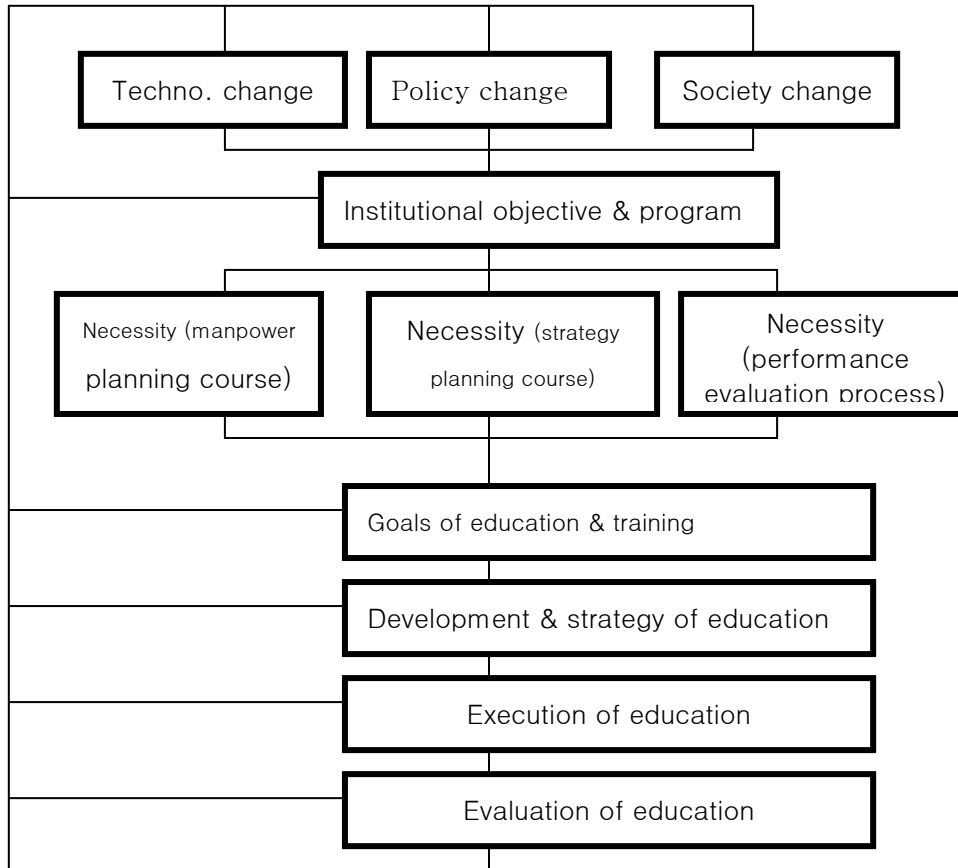 Techno. change
Policy change
Society change
Institutional objective & program
Necessity (manpower
planning course)
Necessity (strategy
planning course)
Necessity
(performance
evaluation process)
Goals of education & training
Development & strategy of education
Execution of education
Evaluation of education